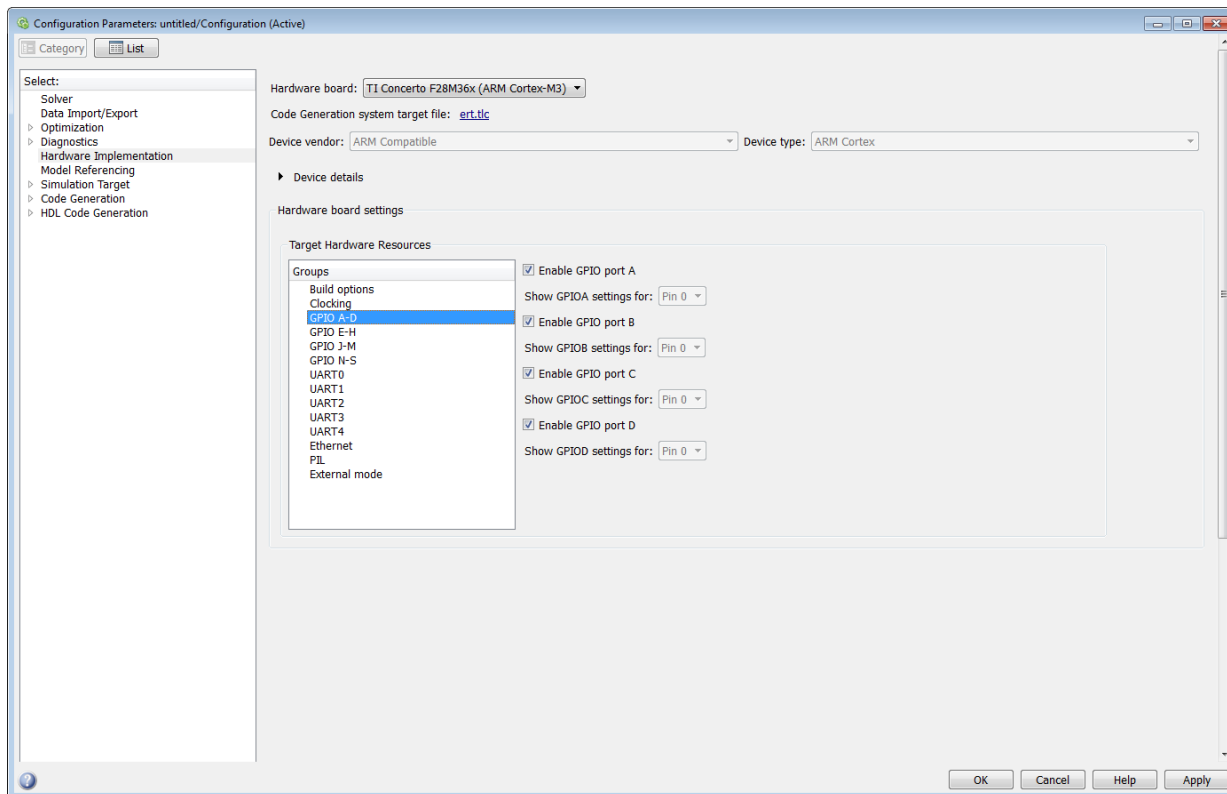 Configuration Parameters: untitled/Configuration (Active)
Category
List
Select:
Solver
Data Import/Export
Optimization
Diagnostics
Hardware Implementation
Model Referencing
Simulation Target
Code Generation
HDL Code Generation
Hardware board: TI Concerto F28M36x (ARM Cortex-M3)
Code Generation system target file: ert.tlc
Device vendor: ARM Compatible Device type: ARM Cortex
Device details
Hardware board settings
Target Hardware Resources
Groups
Build options
Clocking
GPIO A-D
GPIO E-H
GPIO J-M
GPIO N-S
UART0
UART1
UART2
UART3
UART4
Ethernet
PIL
External mode
Enable GPIO port A
Show GPIOA settings for: Pin 0
Enable GPIO port B
Show GPIOB settings for: Pin 0
Enable GPIO port C
Show GPIOC settings for: Pin 0
Enable GPIO port D
Show GPIOD settings for: Pin 0
OK Cancel Help Apply